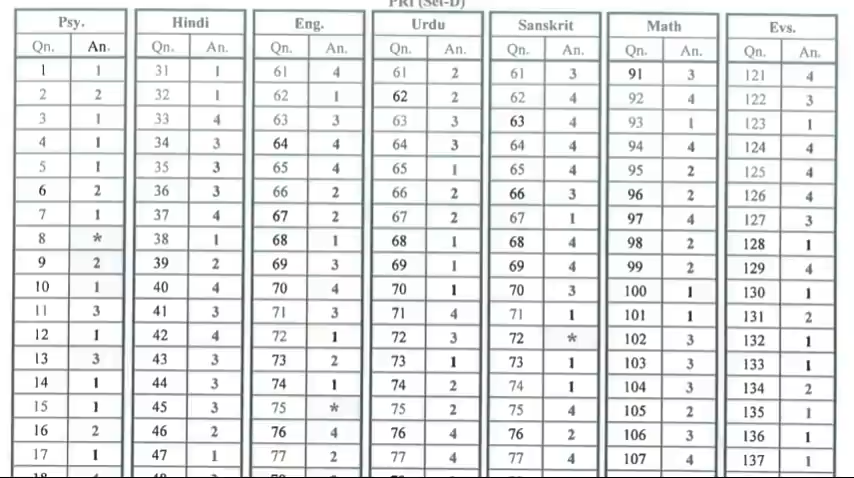 PRI (Set-D)
Psy. Hindi Eng. Urdu Sanskrit Math Evs.
Qn. An. Qn. An. Qn. An. Qn. An. Qn. An. Qn. An. Qn. An.
1 1 31 1 61 4 61 2 61 3 91 3 121 4
2 2 32 1 62 1 62 2 62 4 92 4 122 3
3 1 33 4 63 3 63 3 63 4 93 1 123 1
4 1 34 3 64 4 64 3 64 4 94 4 124 4
5 1 35 3 65 4 65 1 65 4 95 2 125 4
6 2 36 3 66 2 66 2 66 3 96 2 126 4
7 1 37 4 67 2 67 2 67 1 97 4 127 3
8 * 38 1 68 1 68 1 68 4 98 2 128 1
9 2 39 2 69 3 69 1 69 4 99 2 129 4
10 1 40 4 70 4 70 1 70 3 100 1 130 1
11 3 41 3 71 3 71 4 71 1 101 1 131 2
12 1 42 4 72 1 72 3 72 * 102 3 132 1
13 3 43 3 73 2 73 1 73 1 103 3 133 1
14 1 44 3 74 1 74 2 74 1 104 3 134 2
15 1 45 3 75 * 75 2 75 4 105 2 135 1
16 2 46 2 76 4 76 4 76 2 106 3 136 1
17 1 47 1 77 2 77 4 77 4 107 4 137 1